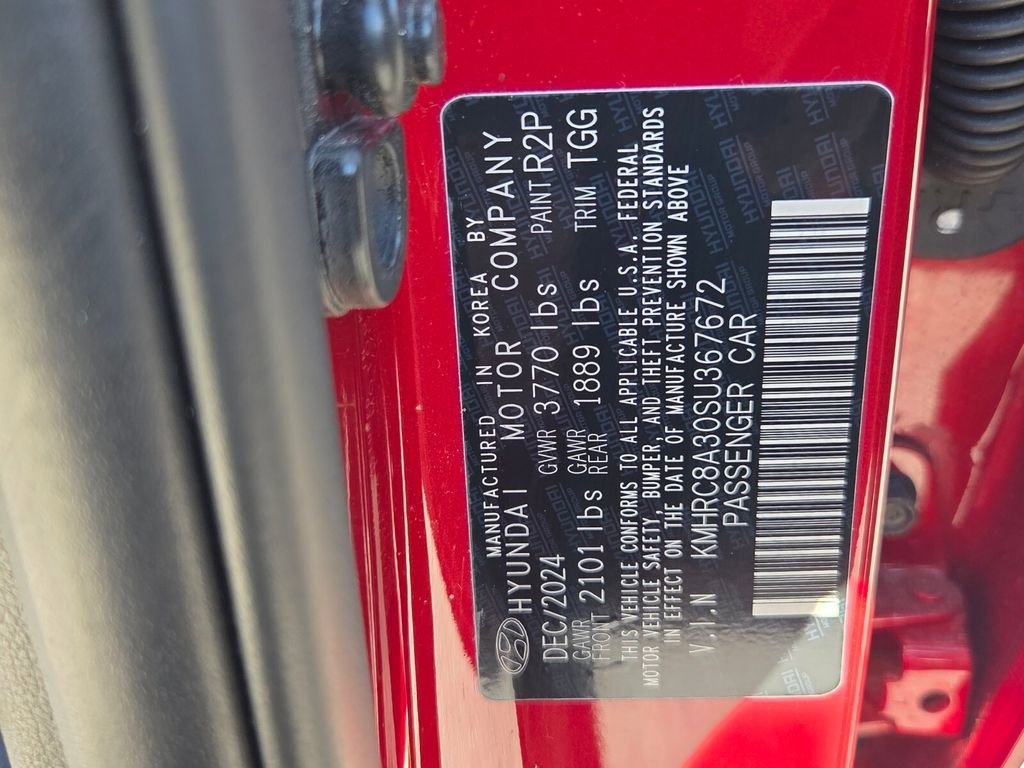 MANUFACTURED IN KOREA BY
HYUNDAI MOTOR COMPANY
DEC/2024 GVWR 3770 lbs PAINT R2P
GAWR FRONT 2101 lbs GAWR REAR 1889 lbs TRIM TGG
THIS VEHICLE CONFORMS TO ALL APPLICABLE U.S.A. FEDERAL
MOTOR VEHICLE SAFETY, BUMPER, AND THEFT PREVENTION STANDARDS
IN EFFECT ON THE DATE OF MANUFACTURE SHOWN ABOVE
V.I.N KMHRC8A30SU367672
PASSENGER CAR